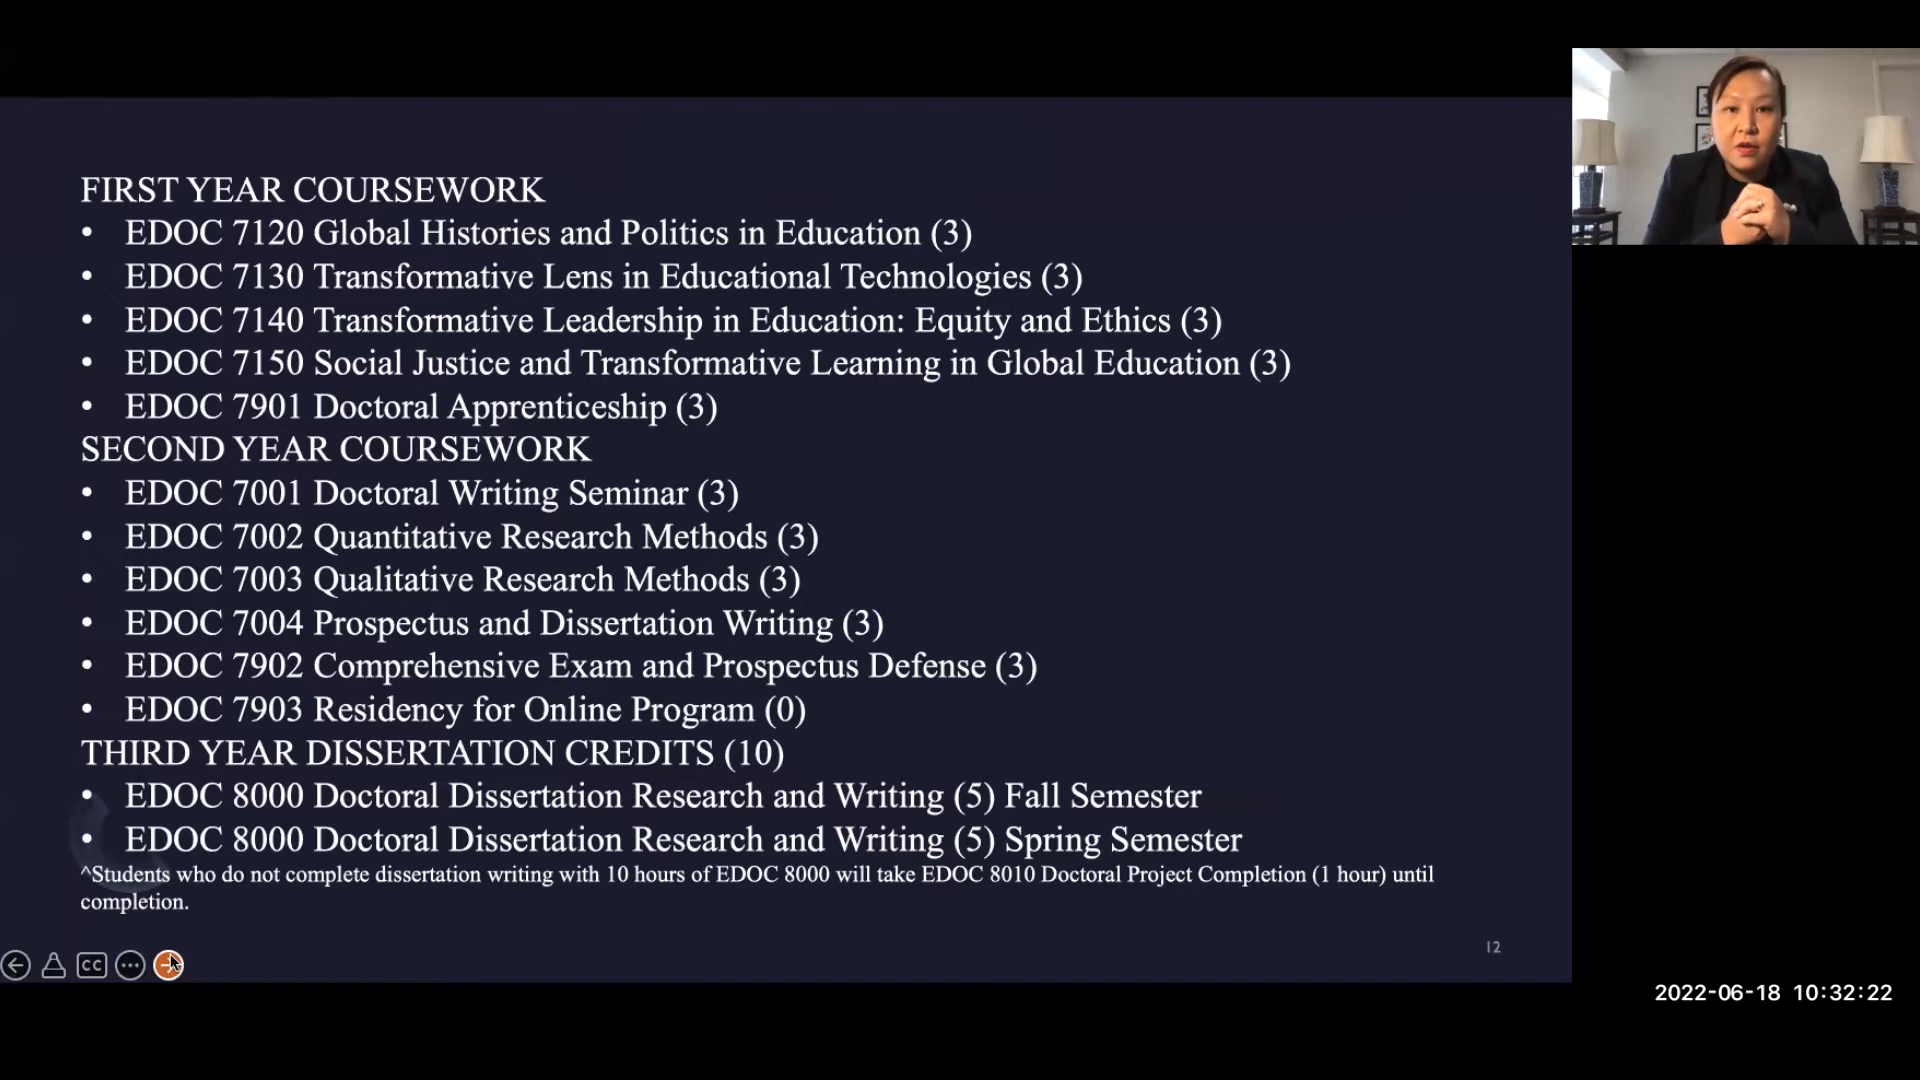 FIRST YEAR COURSEWORK
• EDOC 7120 Global Histories and Politics in Education (3)
• EDOC 7130 Transformative Lens in Educational Technologies (3)
• EDOC 7140 Transformative Leadership in Education: Equity and Ethics (3)
• EDOC 7150 Social Justice and Transformative Learning in Global Education (3)
• EDOC 7901 Doctoral Apprenticeship (3)
SECOND YEAR COURSEWORK
• EDOC 7001 Doctoral Writing Seminar (3)
• EDOC 7002 Quantitative Research Methods (3)
• EDOC 7003 Qualitative Research Methods (3)
• EDOC 7004 Prospectus and Dissertation Writing (3)
• EDOC 7902 Comprehensive Exam and Prospectus Defense (3)
• EDOC 7903 Residency for Online Program (0)
THIRD YEAR DISSERTATION CREDITS (10)
• EDOC 8000 Doctoral Dissertation Research and Writing (5) Fall Semester
• EDOC 8000 Doctoral Dissertation Research and Writing (5) Spring Semester
^Students who do not complete dissertation writing with 10 hours of EDOC 8000 will take EDOC 8010 Doctoral Project Completion (1 hour) until
completion.
12
CC
2022-06-18 10:32:22